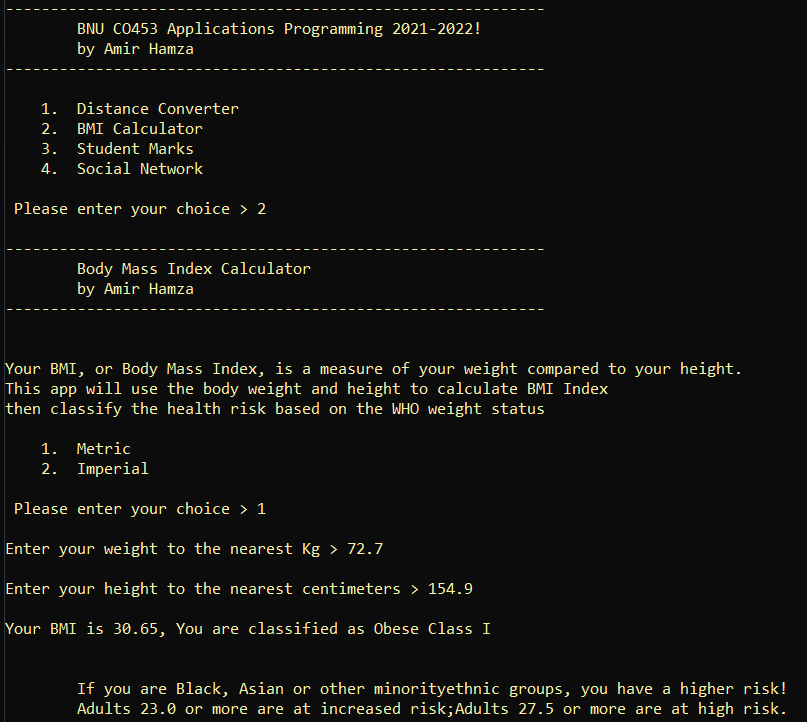 ------------------------------------------------------------
BNU CO453 Applications Programming 2021-2022!
by Amir Hamza
------------------------------------------------------------
1. Distance Converter
2. BMI Calculator
3. Student Marks
4. Social Network
Please enter your choice > 2
------------------------------------------------------------
Body Mass Index Calculator
by Amir Hamza
------------------------------------------------------------
Your BMI, or Body Mass Index, is a measure of your weight compared to your height.
This app will use the body weight and height to calculate BMI Index
then classify the health risk based on the WHO weight status
1. Metric
2. Imperial
Please enter your choice > 1
Enter your weight to the nearest Kg > 72.7
Enter your height to the nearest centimeters > 154.9
Your BMI is 30.65, You are classified as Obese Class I
If you are Black, Asian or other minorityethnic groups, you have a higher risk!
Adults 23.0 or more are at increased risk;Adults 27.5 or more are at high risk.